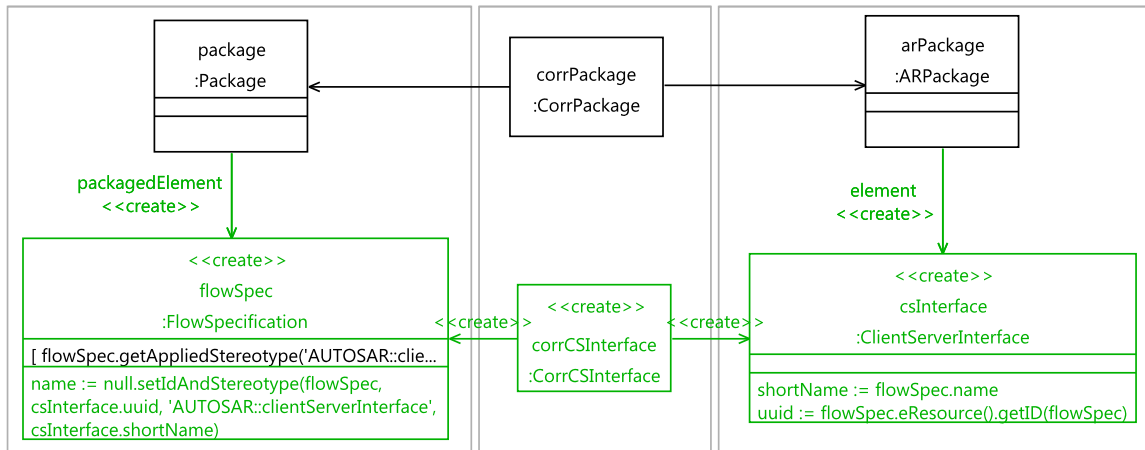 package
:Package
packagedElement
<<create>>
<<create>>
flowSpec
:FlowSpecification
[ flowSpec.getAppliedStereotype('AUTOSAR::clie...
name := null.setIdAndStereotype(flowSpec,
csInterface.uuid, 'AUTOSAR::clientServerInterface',
csInterface.shortName)
corrPackage
:CorrPackage
<<create>>
<<create>>
<<create>>
corrCSInterface
:CorrCSInterface
arPackage
:ARPackage
element
<<create>>
<<create>>
csInterface
:ClientServerInterface
shortName := flowSpec.name
uuid := flowSpec.eResource().getID(flowSpec)